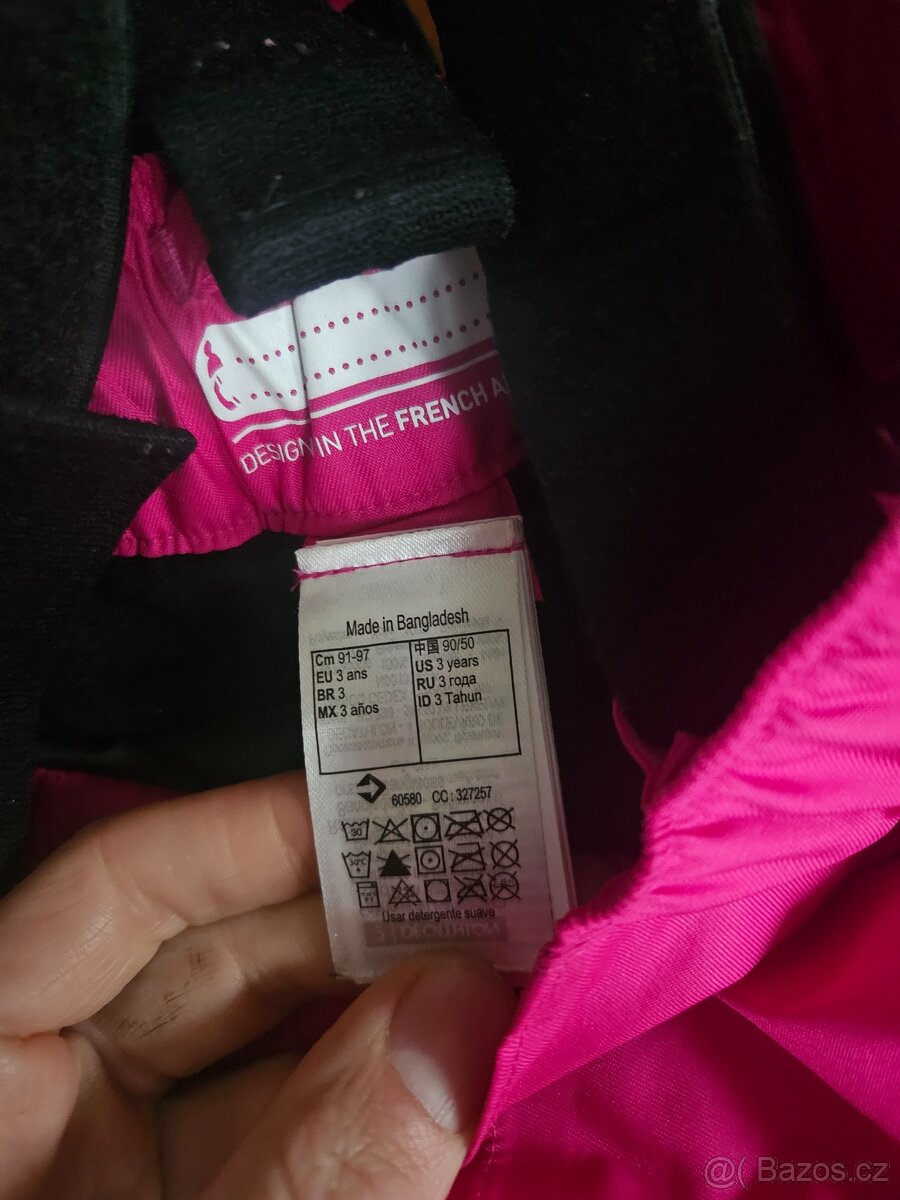 DESIGN IN THE FRENCH
Made in Bangladesh
Cm 91-97
EU 3 ans
BR 3
MX 3 años
中国 90/50
US 3 years
RU 3 года
ID 3 Tahun
60580 CC: 327257
30
30°C
Usar detergente suave
@( Bazos.cz